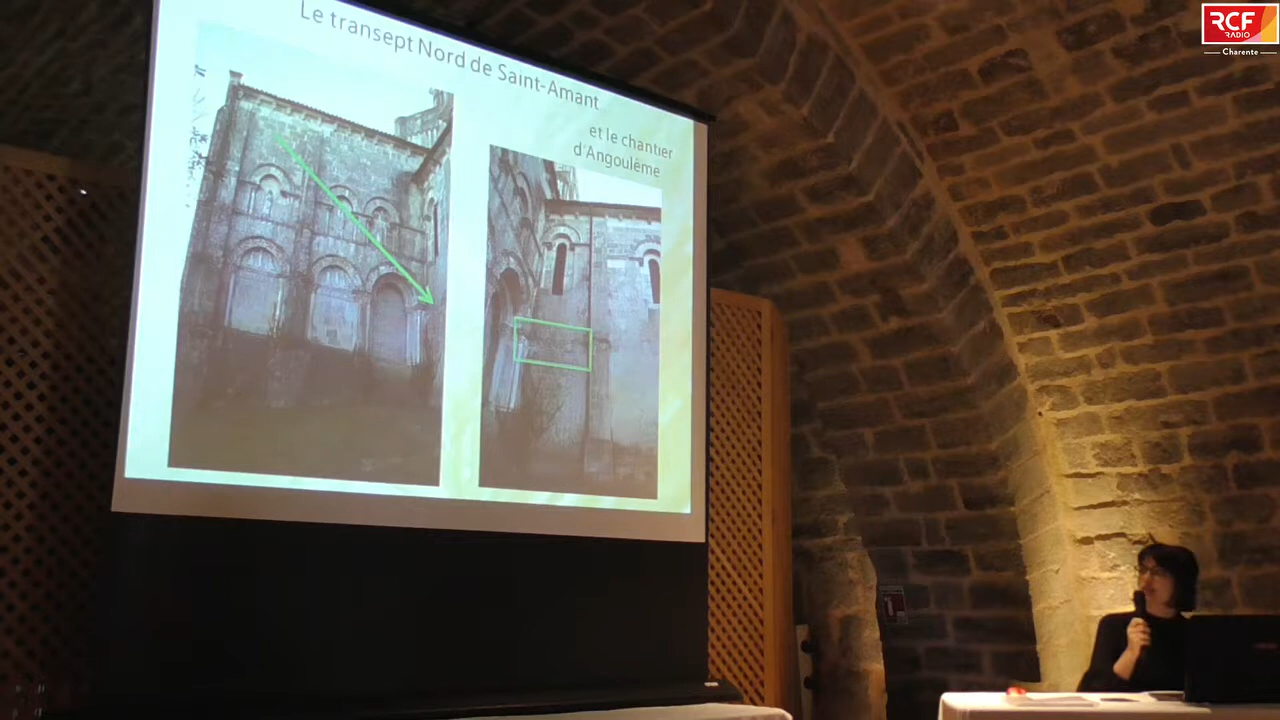 Le transept Nord de Saint-Amant
et le chantier
d'Angoulême
RCF
RADIO
Charente